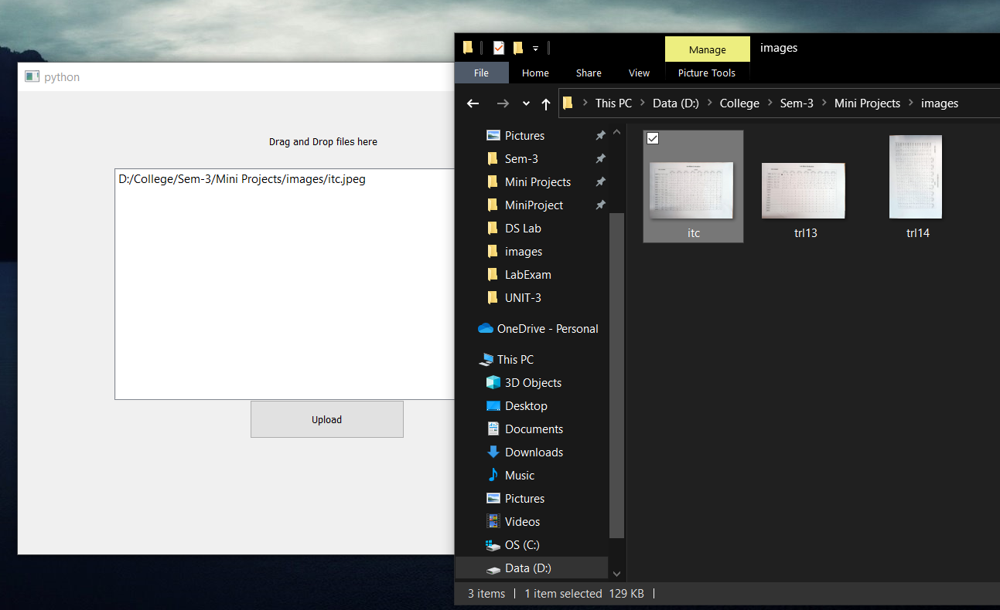 python
Drag and Drop files here
D:/College/Sem-3/Mini Projects/images/itc.jpeg
Upload
Manage
images
File
Home
Share
View
Picture Tools
This PC
Data (D:)
College
Sem-3
Mini Projects
images
Pictures
Sem-3
Mini Projects
MiniProject
DS Lab
images
LabExam
UNIT-3
OneDrive - Personal
This PC
3D Objects
Desktop
Documents
Downloads
Music
Pictures
Videos
OS (C:)
Data (D:)
itc
trl13
trl14
3 items
1 item selected 129 KB